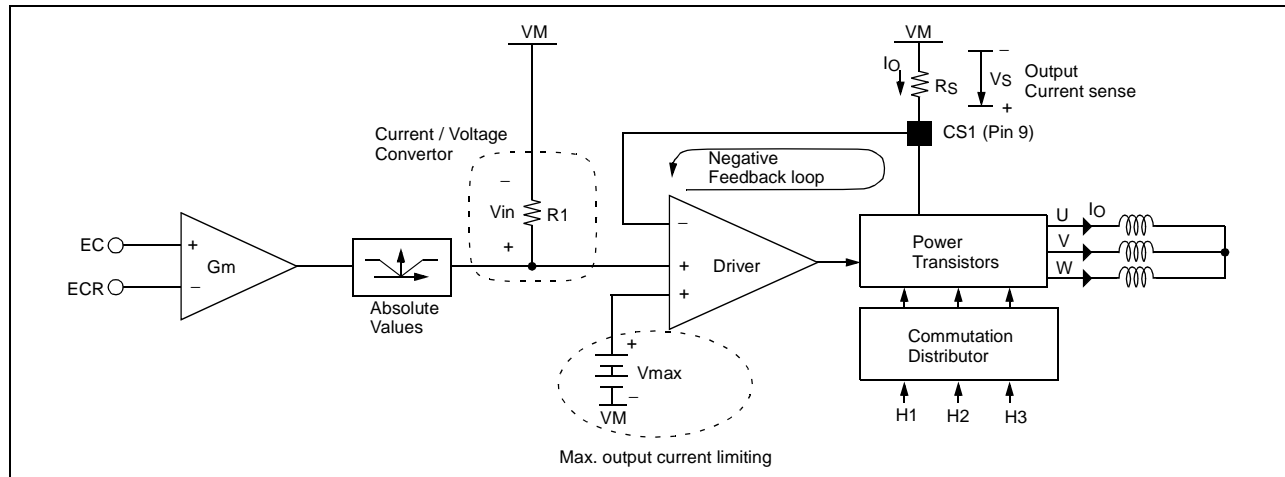 VM
VM
IO
RS
−
VS
+
Output
Current sense
CS1 (Pin 9)
Current / Voltage
Convertor
Negative
Feedback loop
−
Vin
+
R1
EC
ECR
+
−
Gm
Absolute
Values
−
+
+
Driver
Power
Transistors
U
V
W
IO
+
Vmax
−
VM
Commutation
Distributor
H1
H2
H3
Max. output current limiting